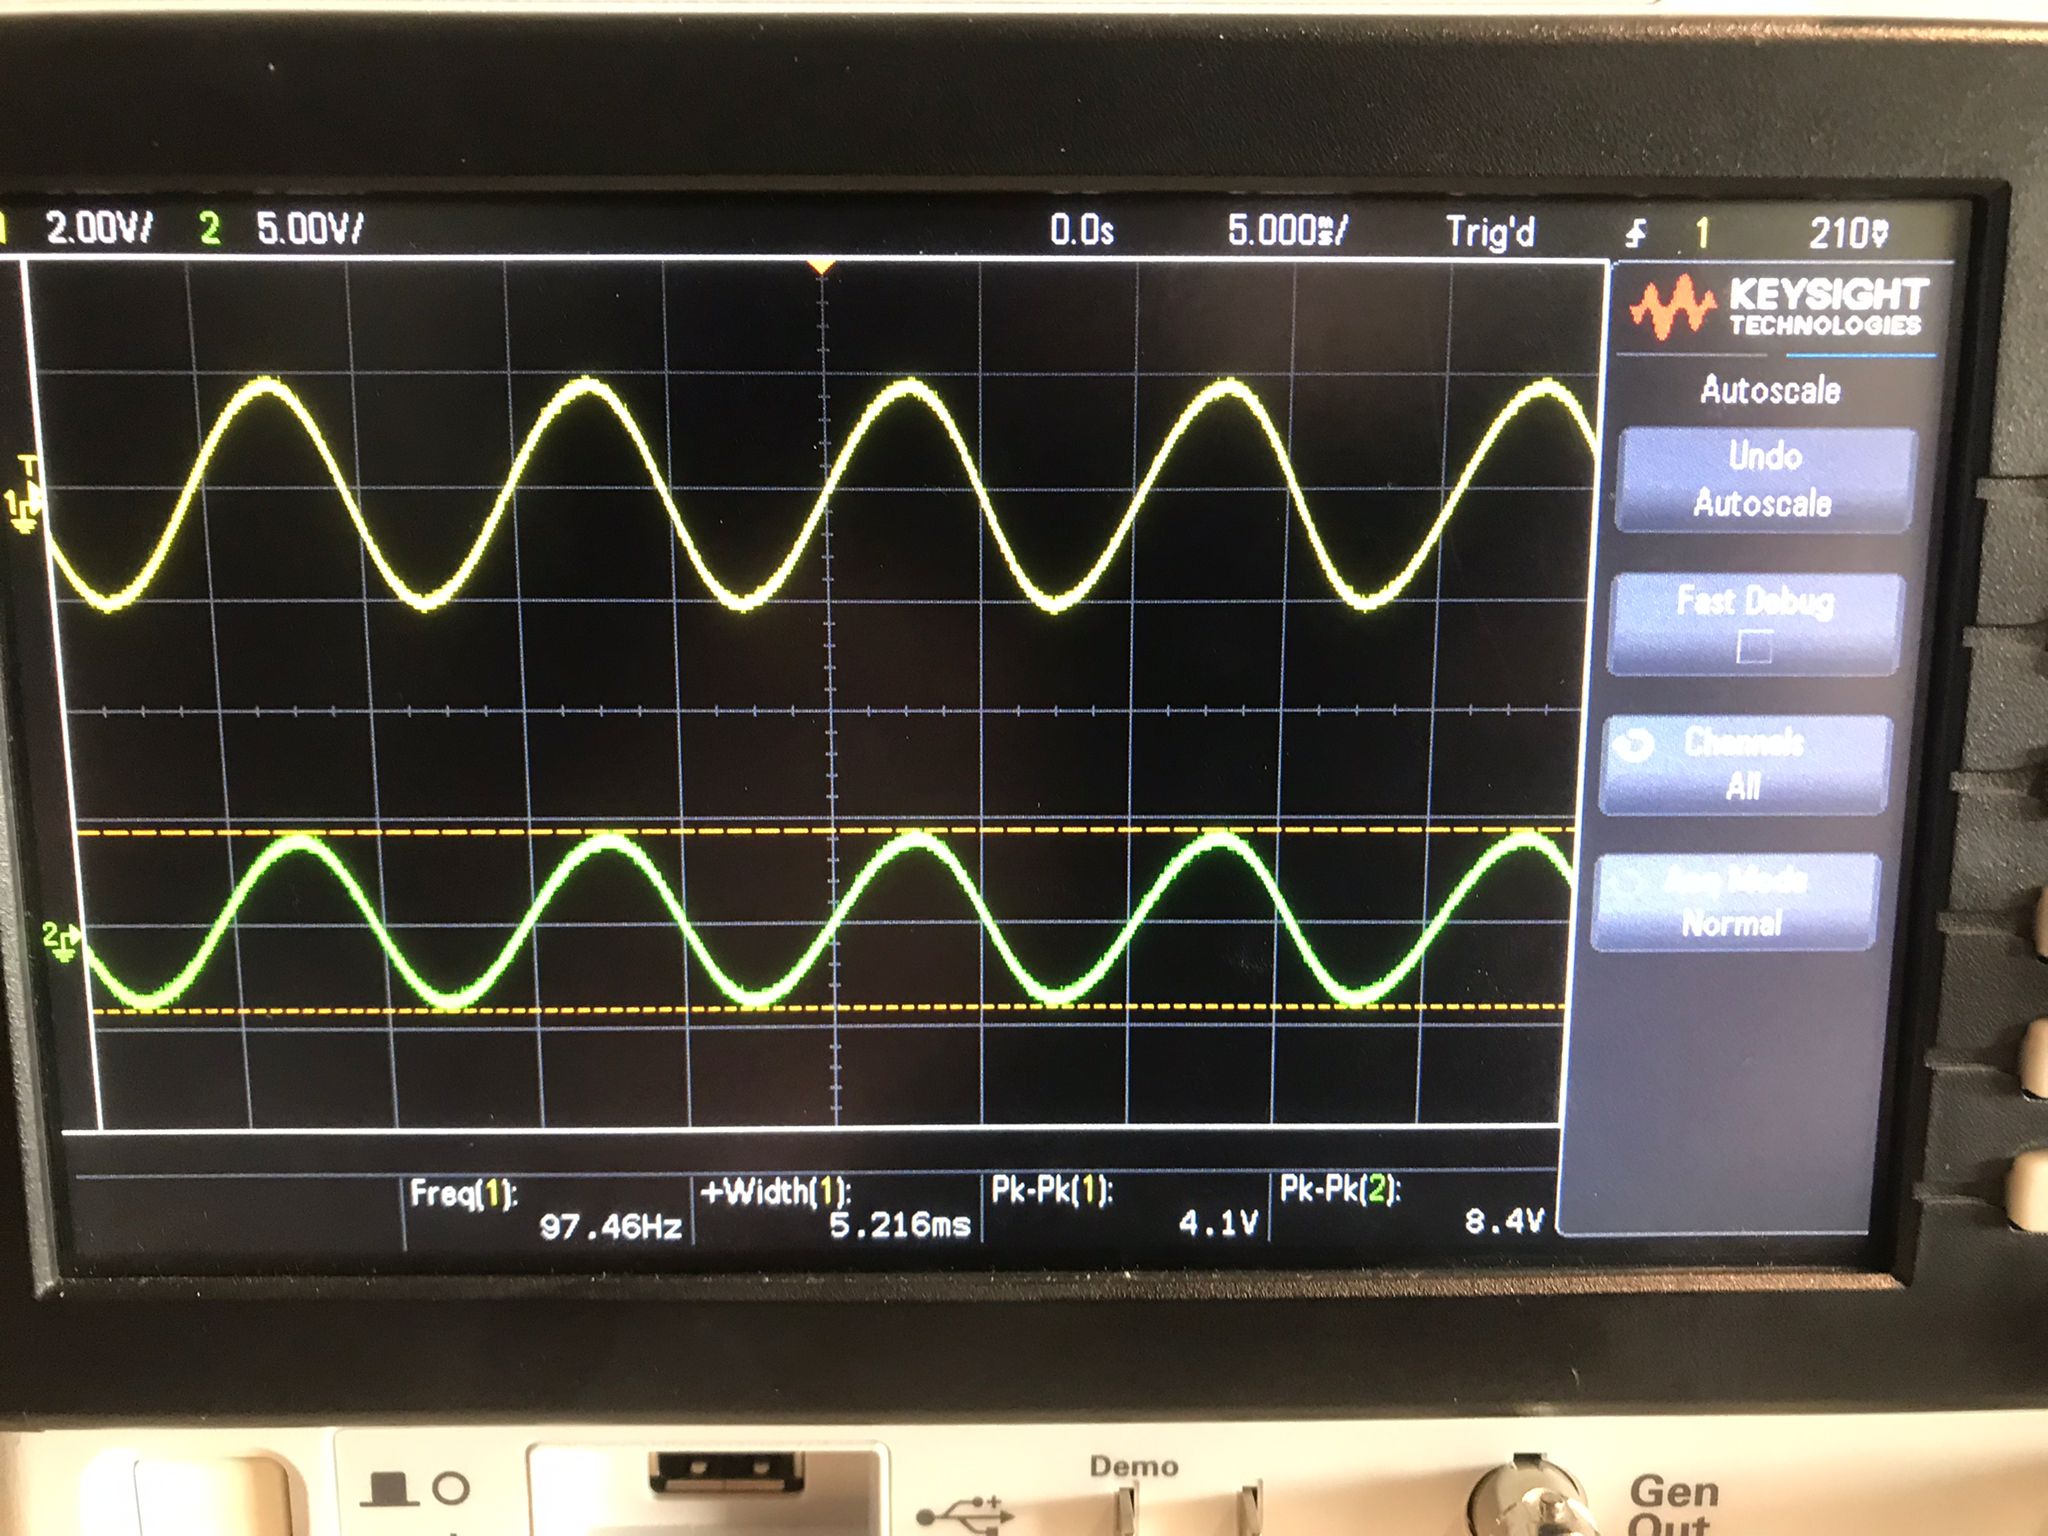 1 2.00V/ 2 5.00V/ 0.0s 5.000ms/ Trig'd 1 210mV
KEYSIGHT
TECHNOLOGIES
Autoscale
Undo
Autoscale
Fast Debug
Channels
All
Acq Mode
Normal
T
1
2
Freq(1): +Width(1): Pk-Pk(1): Pk-Pk(2):
97.46Hz 5.216ms 4.1V 8.4V
Demo
Gen
Out